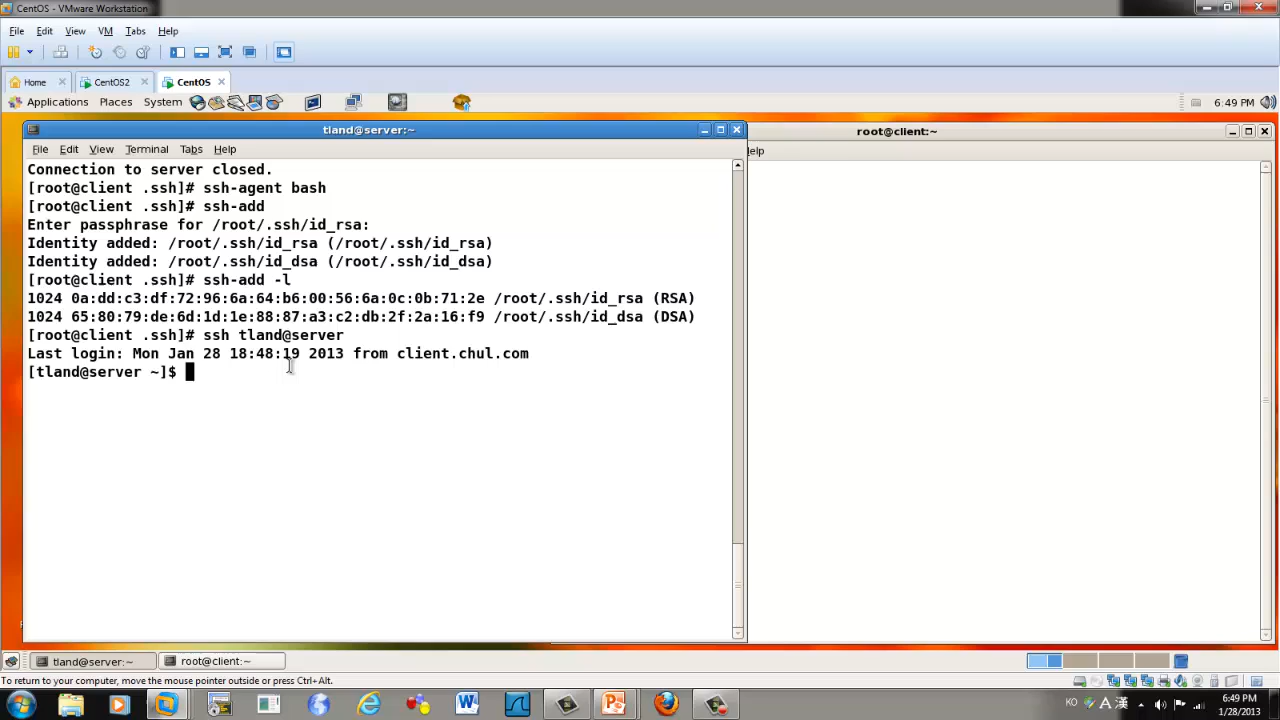 CentOS - VMware Workstation
File Edit View VM Tabs Help
Home CentOS2 CentOS
Applications Places System 6:49 PM
tland@server:~
root@client:~
File Edit View Terminal Tabs Help
elp
Connection to server closed.
[root@client .ssh]# ssh-agent bash
[root@client .ssh]# ssh-add
Enter passphrase for /root/.ssh/id_rsa:
Identity added: /root/.ssh/id_rsa (/root/.ssh/id_rsa)
Identity added: /root/.ssh/id_dsa (/root/.ssh/id_dsa)
[root@client .ssh]# ssh-add -l
1024 0a:dd:c3:df:72:96:6a:64:b6:00:56:6a:0c:0b:71:2e /root/.ssh/id_rsa (RSA)
1024 65:80:79:de:6d:1d:1e:88:87:a3:c2:db:2f:2a:16:f9 /root/.ssh/id_dsa (DSA)
[root@client .ssh]# ssh tland@server
Last login: Mon Jan 28 18:48:19 2013 from client.chul.com
[tland@server ~]$
tland@server:~ root@client:~
To return to your computer, move the mouse pointer outside or press Ctrl+Alt.
KO A 漢 6:49 PM
1/28/2013